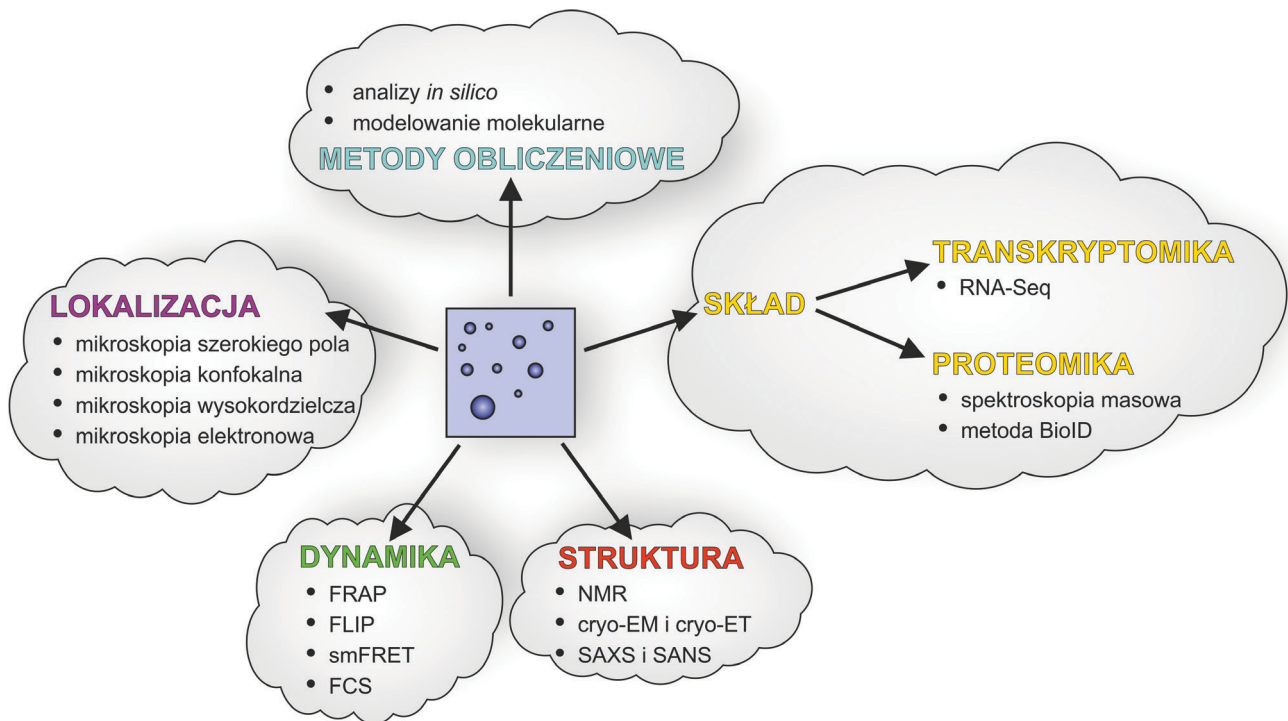 • analizy in silico
• modelowanie molekularne
METODY OBLICZENIOWE
LOKALIZACJA
• mikroskopia szerokiego pola
• mikroskopia konfokalna
• mikroskopia wysokordzielcza
• mikroskopia elektronowa
SKŁAD
TRANSKRYPTOMIKA
• RNA-Seq
PROTEOMIKA
• spektroskopia masowa
• metoda BioID
DYNAMIKA
• FRAP
• FLIP
• smFRET
• FCS
STRUKTURA
• NMR
• cryo-EM i cryo-ET
• SAXS i SANS